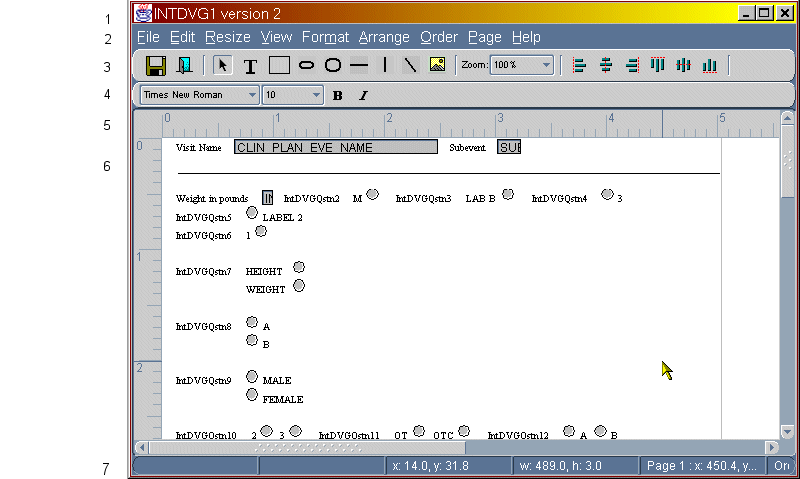 1 INTDVG1 version 2
2 File Edit Resize View Format Arrange Order Page Help
3 T Zoom: 100%
4 Times New Roman 10 B I
5 0 1 2 3 4 5
0 Visit Name CLIN_PLAN_EVE_NAME Subevent SUE
6
Weight in pounds IntDVGQstn2 M IntDVGQstn3 LAB B IntDVGQstn4 3
IntDVGQstn5 LABEL 2
IntDVGQstn6 1
1
IntDVGQstn7 HEIGHT
WEIGHT
IntDVGQstn8 A
B
2
IntDVGQstn9 MALE
FEMALE
IntDVGQstn10 2 3 IntDVGQstn11 OT OTC IntDVGQstn12 A B
7 x: 14.0, y: 31.8 w: 489.0, h: 3.0 Page 1 : x: 450.4, y... On